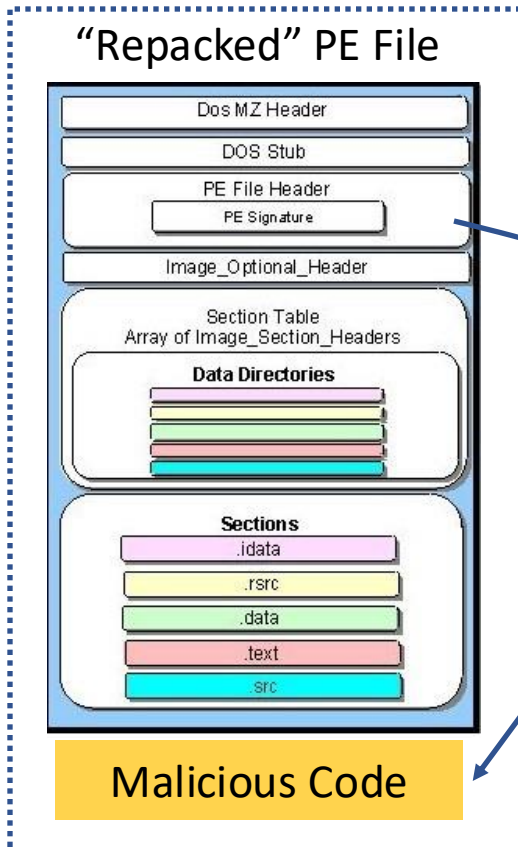 “Repacked” PE File
Dos MZ Header
DOS Stub
PE File Header
PE Signature
Image_Optional_Header
Section Table
Array of Image_Section_Headers
Data Directories
Sections
.idata
.rsrc
.data
.text
.src
Malicious Code